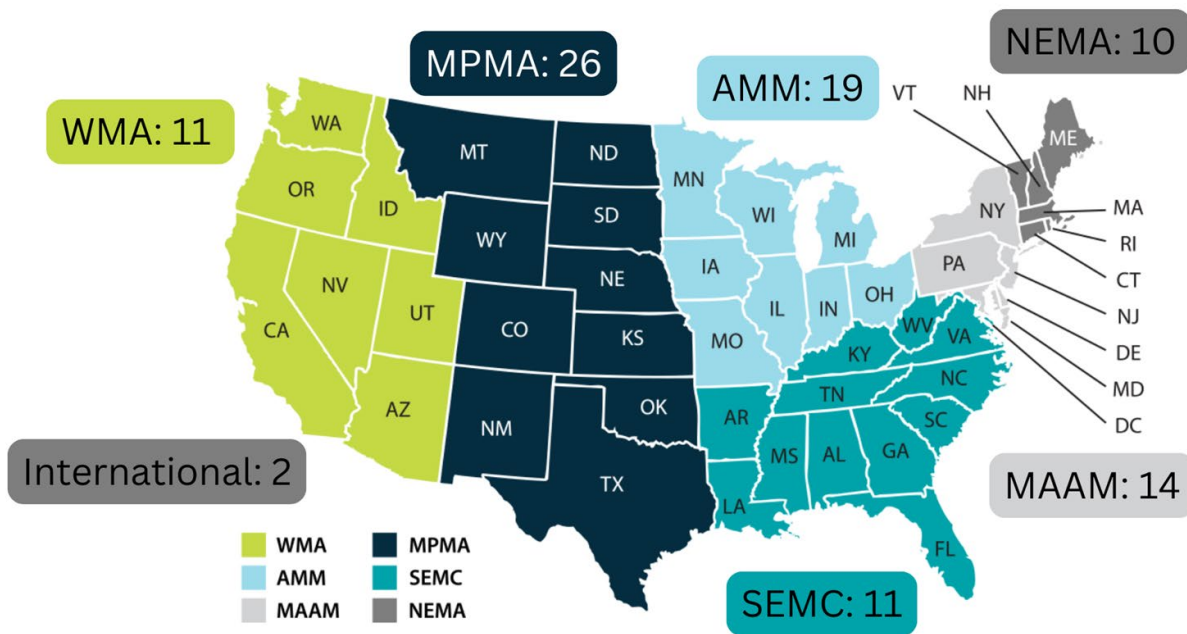 NEMA: 10
MPMA: 26
AMM: 19
WMA: 11
VT
NH
ME
WA
MT
ND
MN
OR
ID
SD
WI
MI
NY
MA
RI
WY
IA
PA
CT
NV
NE
IL
IN
OH
NJ
UT
CO
KS
MO
WV
VA
DE
CA
KY
MD
NC
TN
DC
AZ
NM
OK
AR
SC
MS
AL
GA
International: 2
TX
LA
MAAM: 14
FL
WMA
MPMA
AMM
SEMC
MAAM
NEMA
SEMC: 11